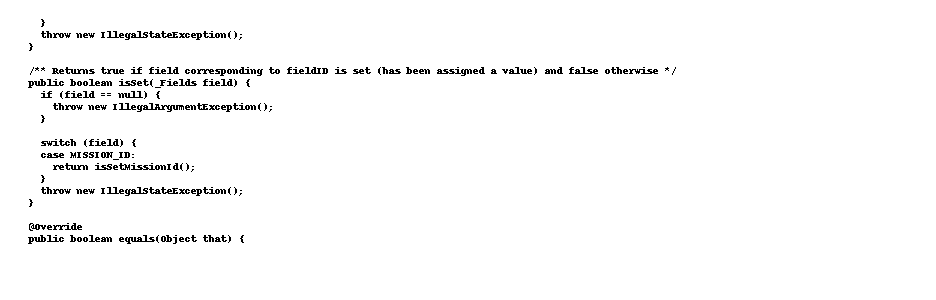 }
throw new IllegalStateException();
}
/** Returns true if field corresponding to fieldID is set (has been assigned a value) and false otherwise */
public boolean isSet(_Fields field) {
if (field == null) {
throw new IllegalArgumentException();
}
switch (field) {
case MISSION_ID:
return isSetMissionId();
}
throw new IllegalStateException();
}
@Override
public boolean equals(Object that) {